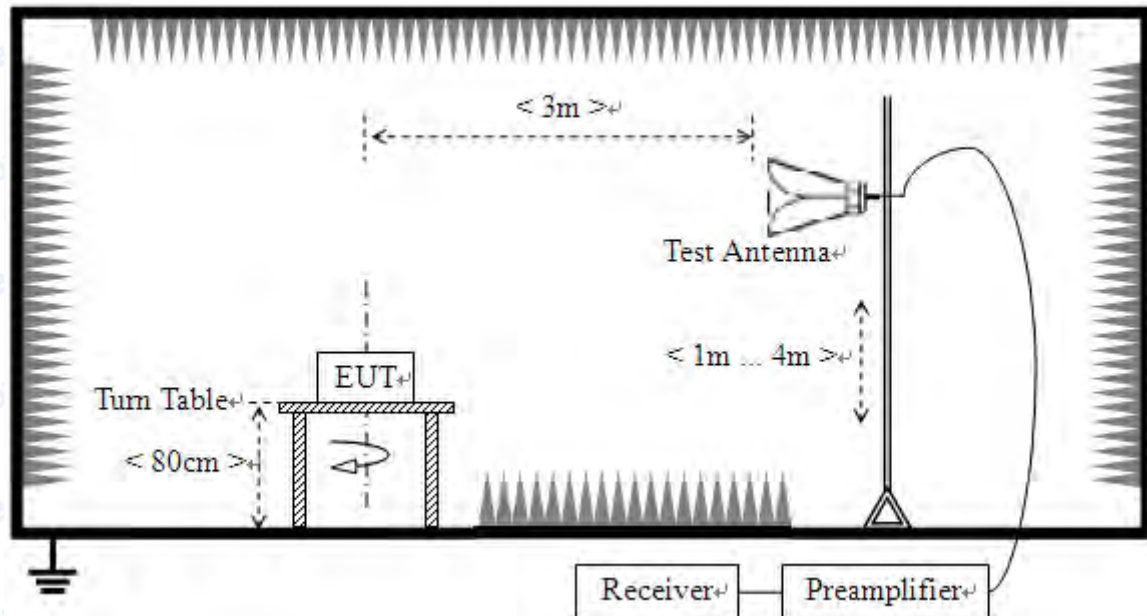 < 3m >
Test Antenna
< 1m ... 4m >
EUT
Turn Table
< 80cm >
Receiver
Preamplifier